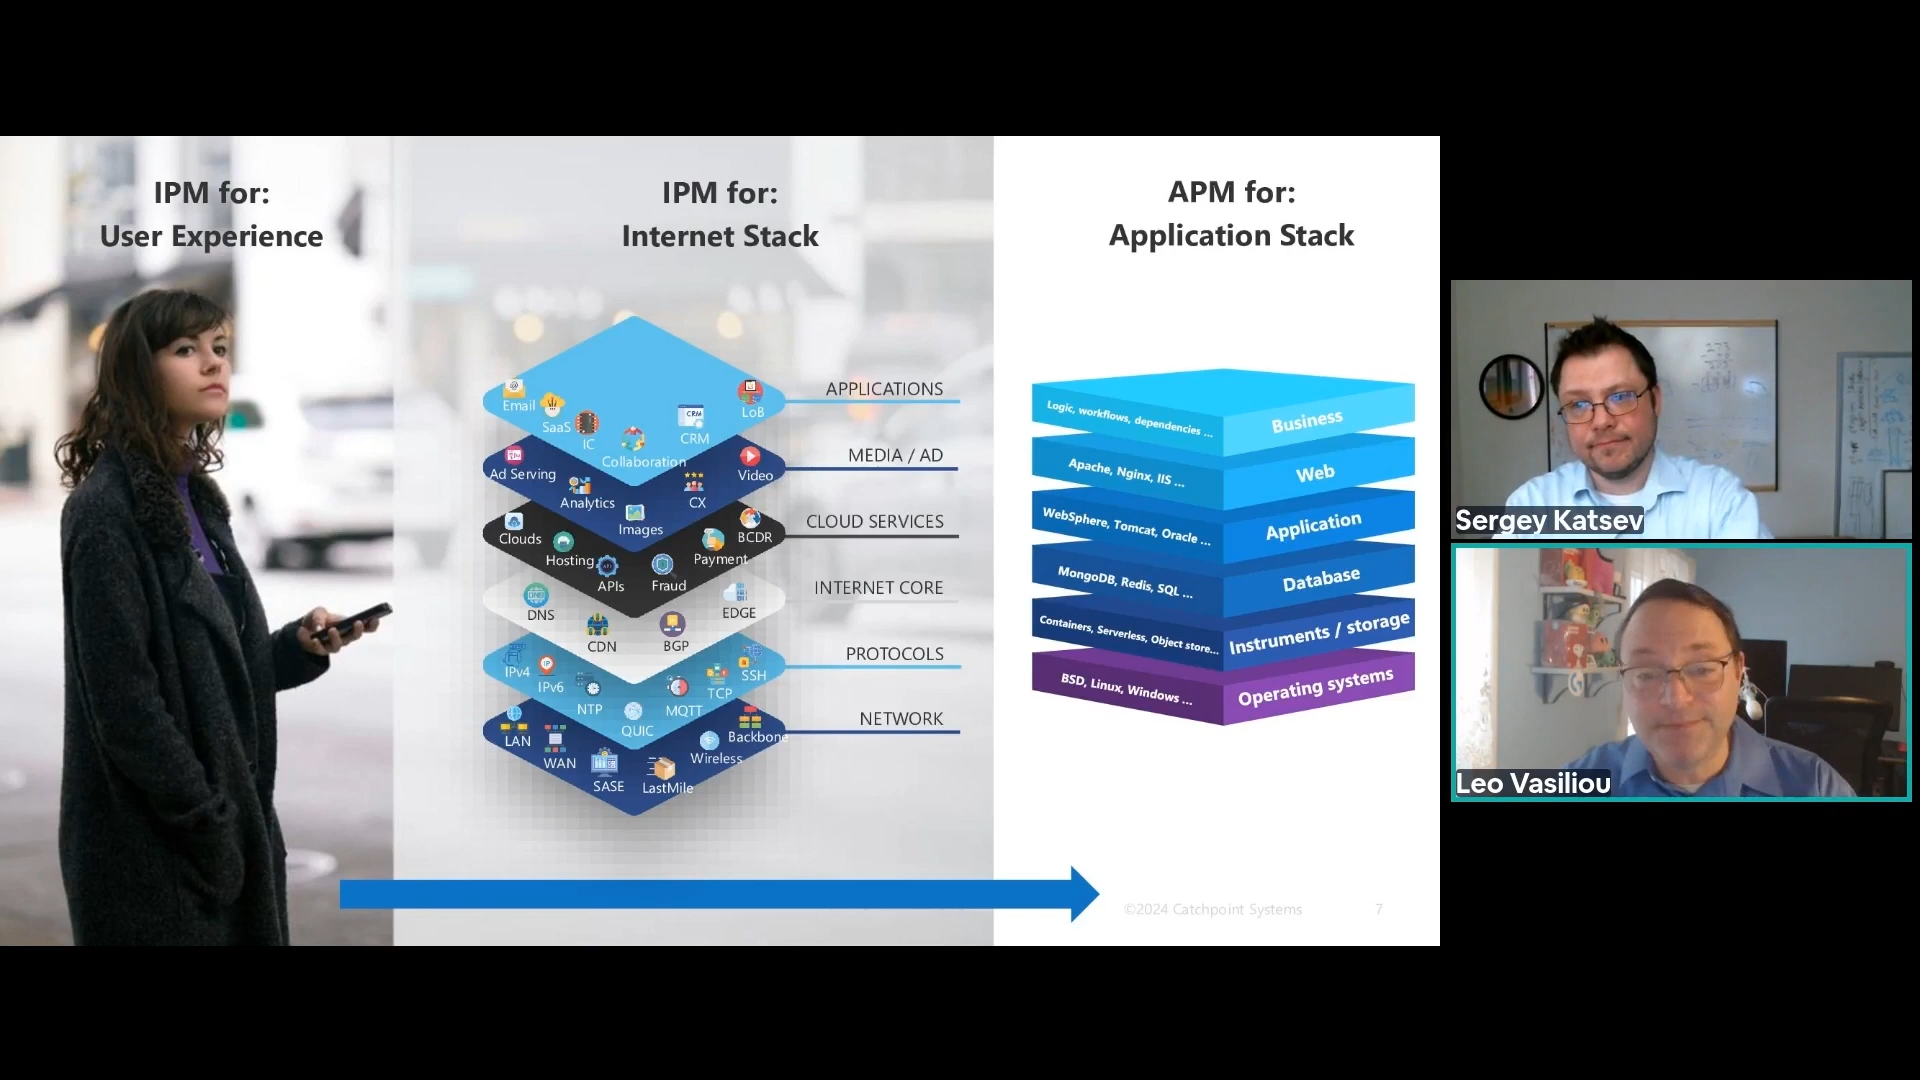 IPM for:
User Experience
IPM for:
Internet Stack
APPLICATIONS
Email
SaaS
IC
Collaboration
CRM
LoB
MEDIA / AD
Ad Serving
Analytics
Images
CX
Video
CLOUD SERVICES
Clouds
Hosting
APIs
Fraud
Payment
BCDR
INTERNET CORE
DNS
CDN
BGP
EDGE
PROTOCOLS
IPv4
IPv6
NTP
QUIC
MQTT
TCP
SSH
NETWORK
LAN
WAN
SASE
LastMile
Wireless
Backbone
APM for:
Application Stack
Logic, workflows, dependencies ...
Business
Apache, Nginx, IIS ...
Web
WebSphere, Tomcat, Oracle ...
Application
MongoDB, Redis, SQL ...
Database
Containers, Serverless, Object store...
Instruments / storage
BSD, Linux, Windows ...
Operating systems
©2024 Catchpoint Systems
7
Sergey Katsev
Leo Vasiliou